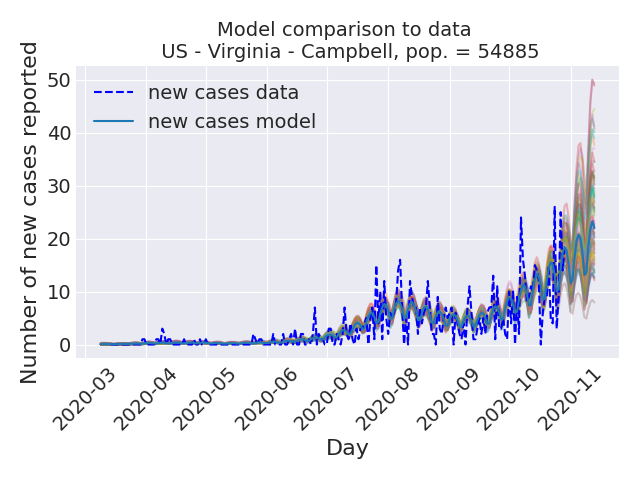 Model comparison to data
US - Virginia - Campbell, pop. = 54885
Number of new cases reported
50
40
30
20
10
0
new cases data
new cases model
2020-03
2020-04
2020-05
2020-06
2020-07
2020-08
2020-09
2020-10
2020-11
Day